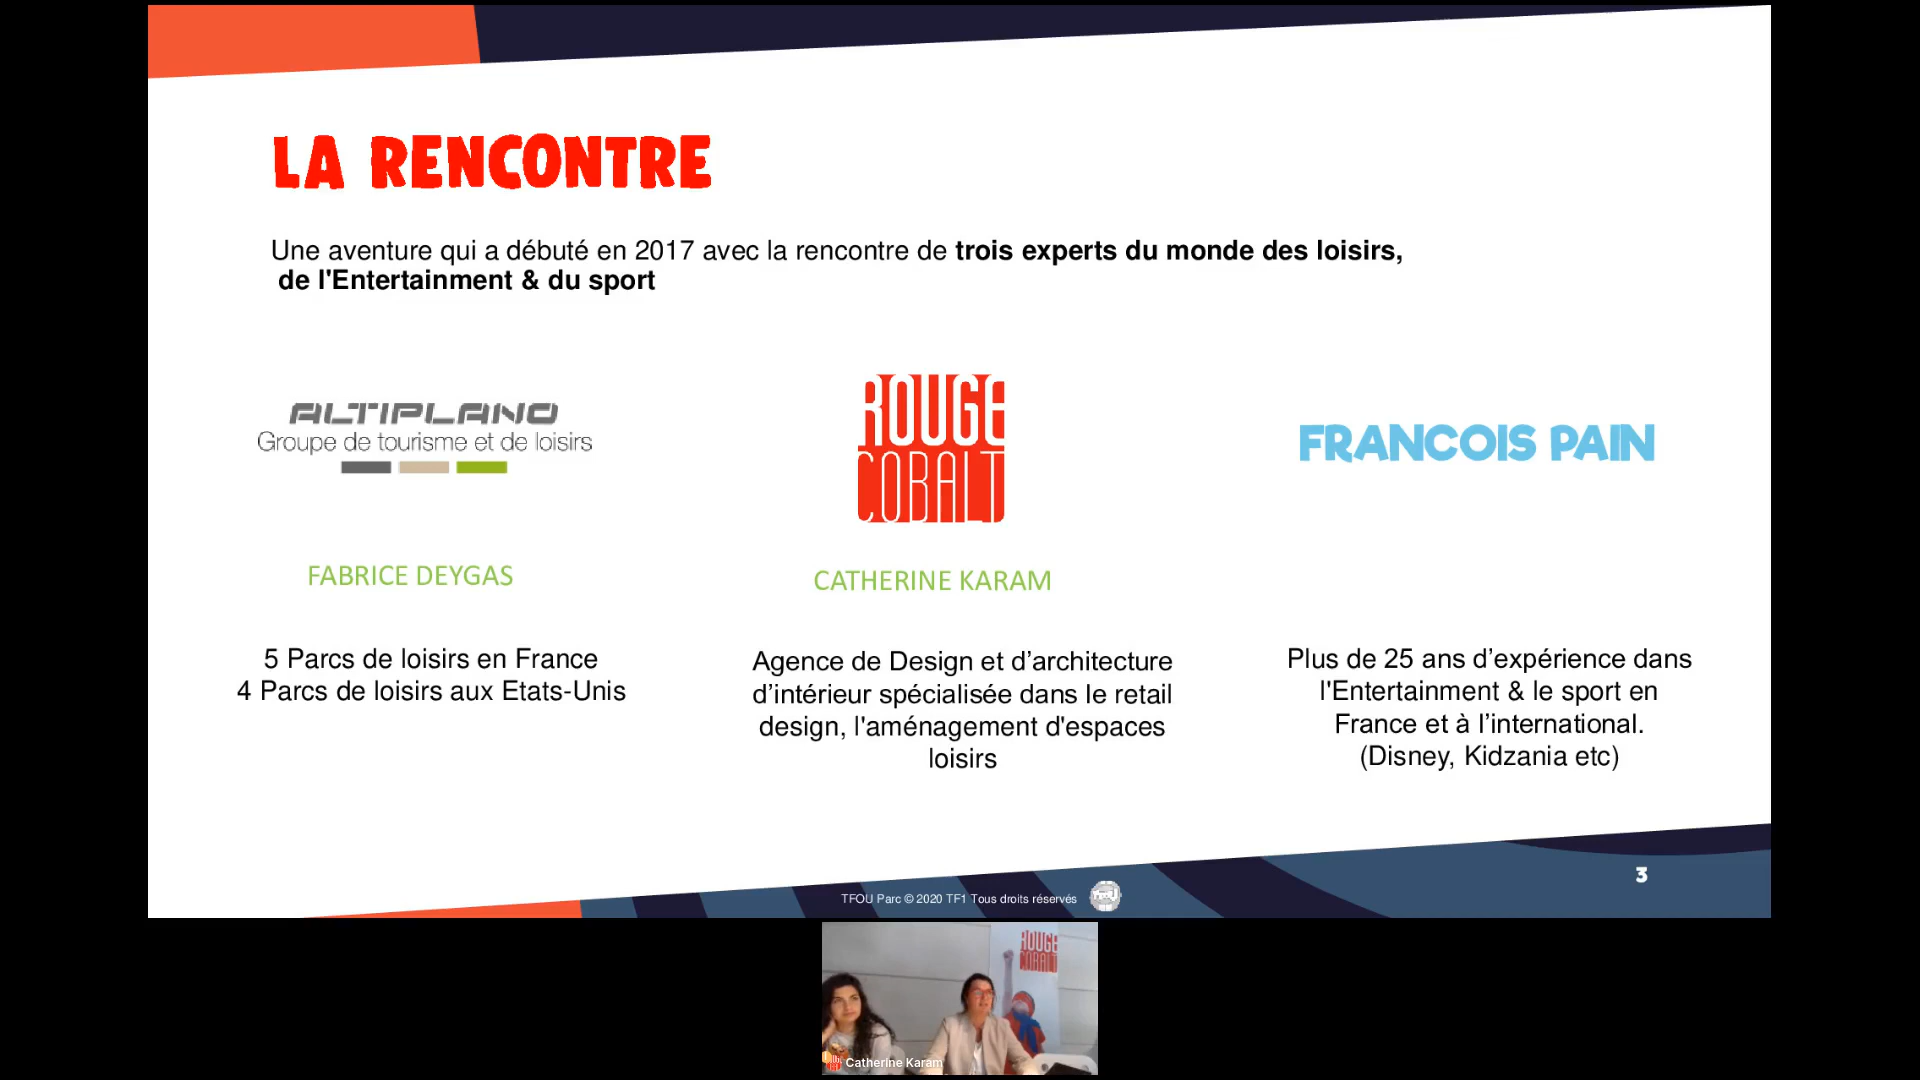 LA RENCONTRE
Une aventure qui a débuté en 2017 avec la rencontre de trois experts du monde des loisirs,
de l'Entertainment & du sport
ALTIPLANO
Groupe de tourisme et de loisirs
ROUGE
COBALT
FRANCOIS PAIN
FABRICE DEYGAS
CATHERINE KARAM
5 Parcs de loisirs en France
4 Parcs de loisirs aux Etats-Unis
Agence de Design et d’architecture
d’intérieur spécialisée dans le retail
design, l'aménagement d'espaces
loisirs
Plus de 25 ans d’expérience dans
l'Entertainment & le sport en
France et à l’international.
(Disney, Kidzania etc)
3
TFOU Parc © 2020 TF1 Tous droits réservés
ROUGE
COBALT
Catherine Karam